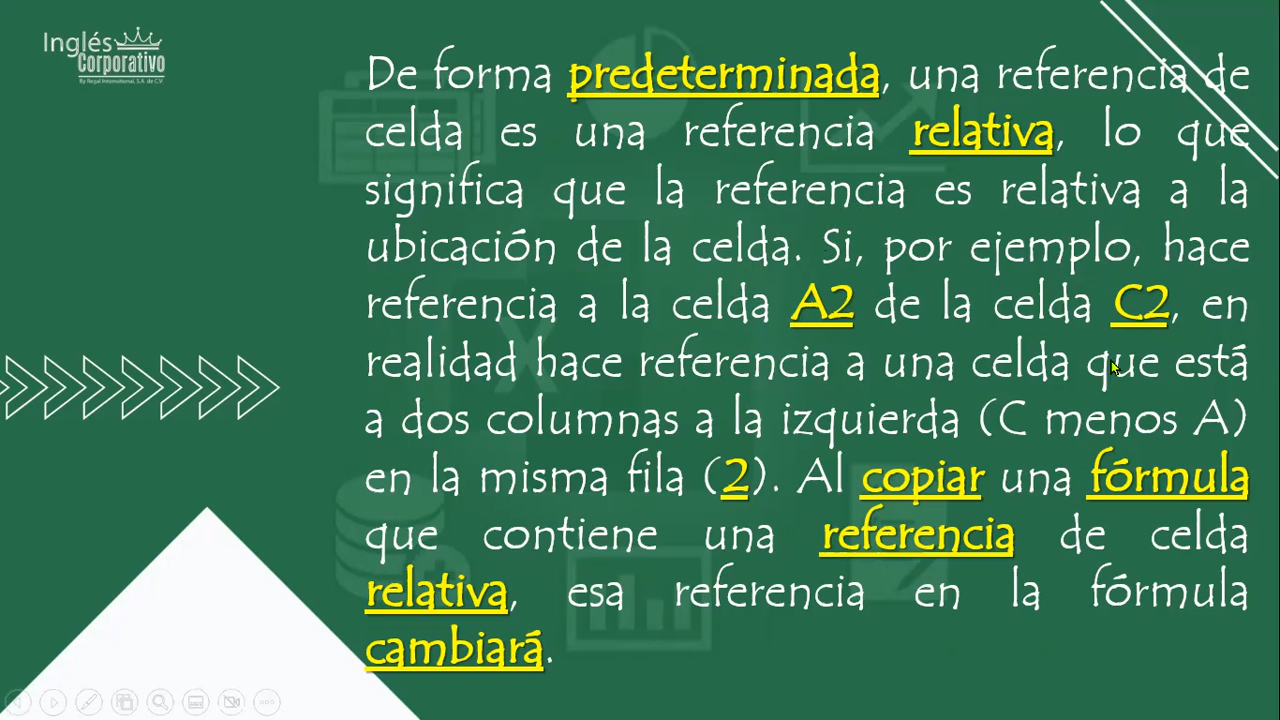 Inglés
Corporativo
By Regal International, S.A. de C.V.
De forma predeterminada, una referencia de
celda es una referencia relativa, lo que
significa que la referencia es relativa a la
ubicación de la celda. Si, por ejemplo, hace
referencia a la celda A2 de la celda C2, en
realidad hace referencia a una celda que está
a dos columnas a la izquierda (C menos A)
en la misma fila (2). Al copiar una fórmula
que contiene una referencia de celda
relativa, esa referencia en la fórmula
cambiará.